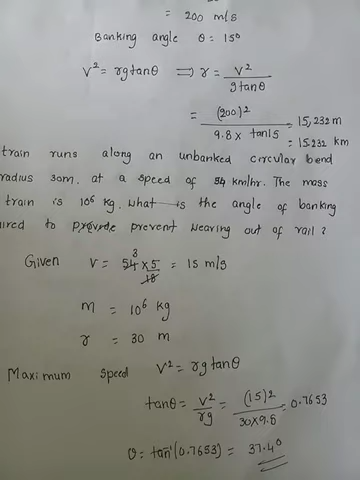 = 200 m/s
Banking angle θ = 15°
V² = rg tanθ ⟹ r = V² / g tanθ
= (200)² / 9.8 × tan15 = 15,232 m
= 15.232 km
train runs along an unbanked circular bend
radius 30m, at a speed of 54 km/hr. The mass
train is 10⁶ kg. What is the angle of banking
uired to prevent wearing out of rail?
Given V = 54 × 5 / 18 = 15 m/s
3
m = 10⁶ kg
r = 30 m
Maximum speed V² = rg tanθ
tanθ = V² / rg = (15)² / 30×9.8 = 0.7653
θ = tan⁻¹(0.7653) = 37.4°